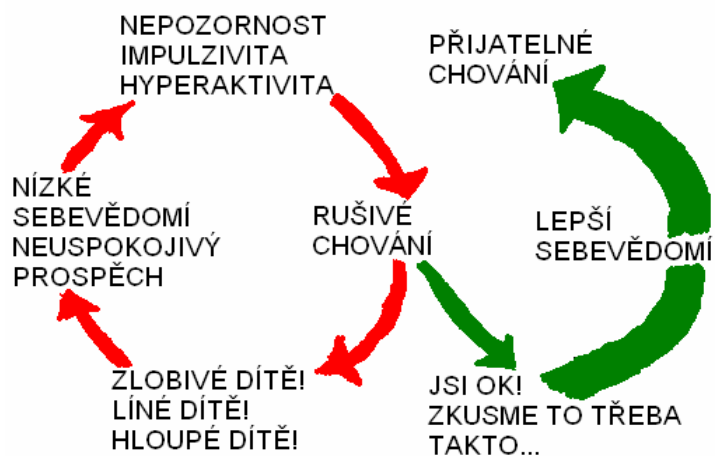 NEPOZORNOST
IMPULZIVITA
HYPERAKTIVITA
PŘIJATELNÉ
CHOVÁNÍ
NÍZKÉ
SEBEVĚDOMÍ
NEUSPOKOJIVÝ
PROSPĚCH
RUŠIVÉ
CHOVÁNÍ
LEPŠÍ
SEBEVĚDOMÍ
ZLOBIVÉ DÍTĚ!
LÍNÉ DÍTĚ!
HLOUPÉ DÍTĚ!
JSI OK!
ZKUSME TO TŘEBA
TAKTO...